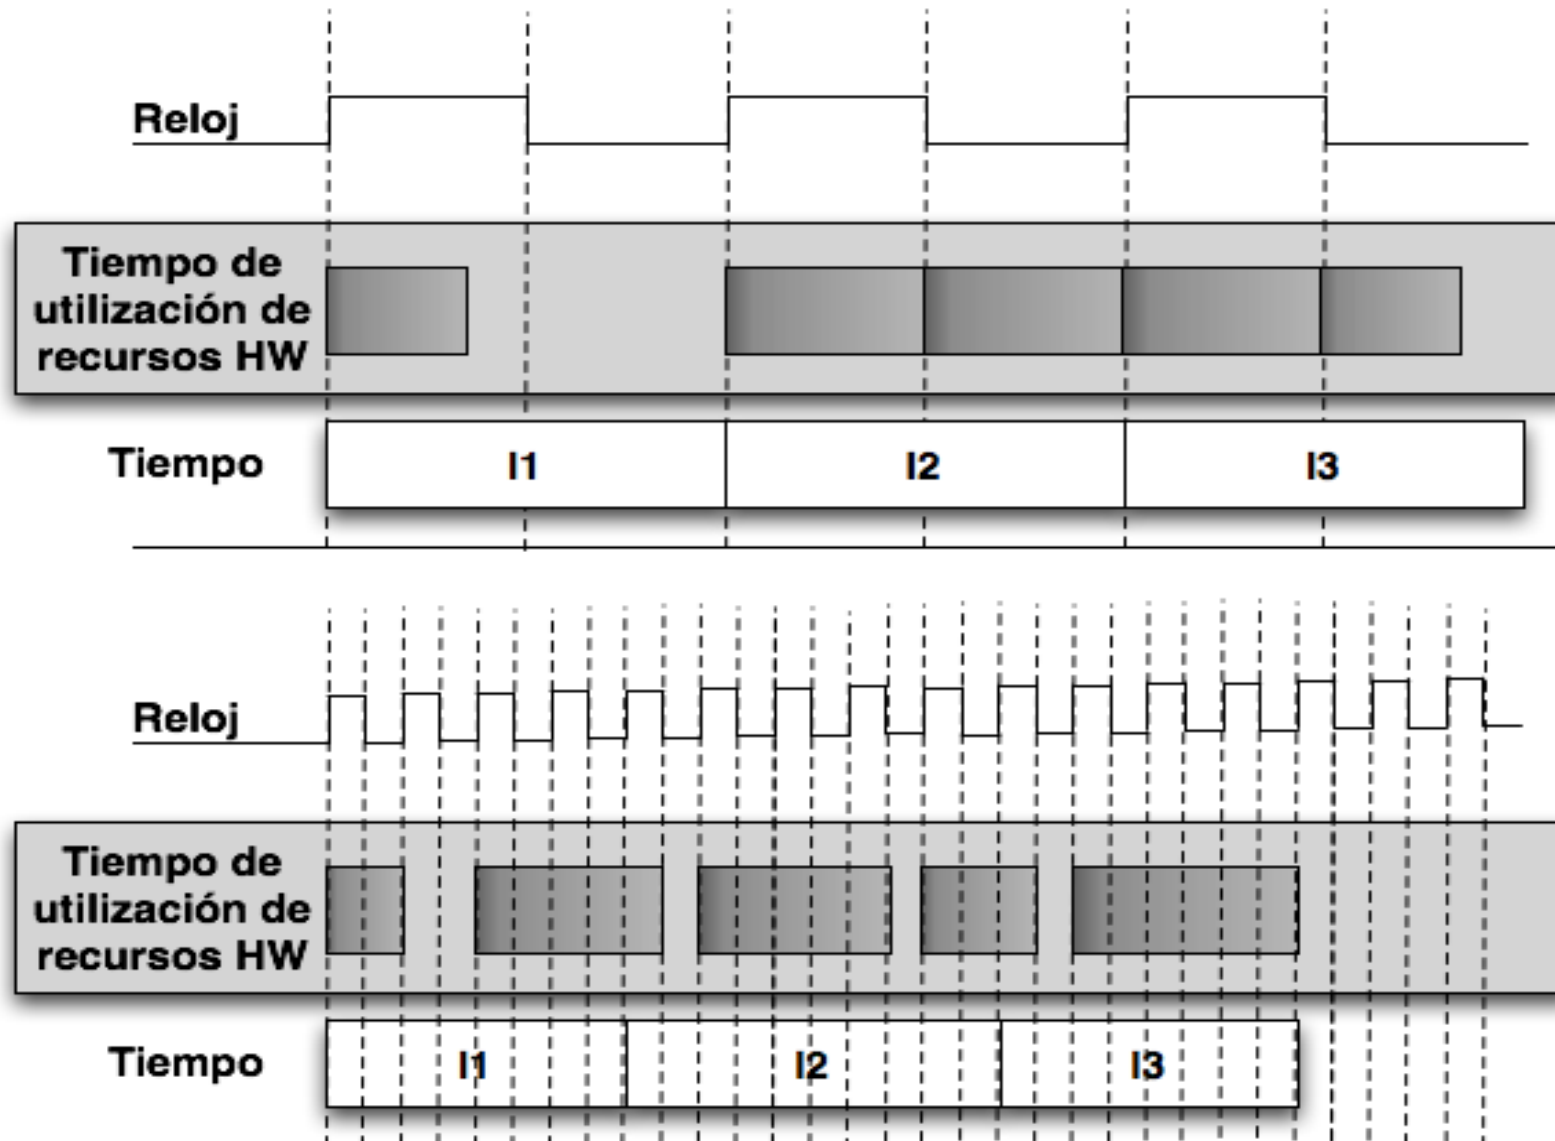 Reloj
Tiempo de
utilización de
recursos HW
Tiempo
I1
I2
I3
Reloj
Tiempo de
utilización de
recursos HW
Tiempo
I1
I2
I3